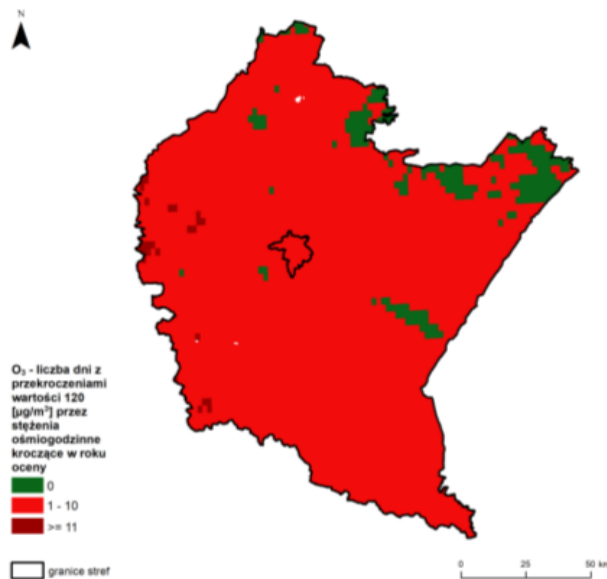 N
O₃ - liczba dni z
przekroczeniami
wartości 120
[µg/m³] przez
stężenia
ośmiogodzinne
kroczące w roku
oceny
0
1 - 10
>= 11
granice stref
0 25 50 km